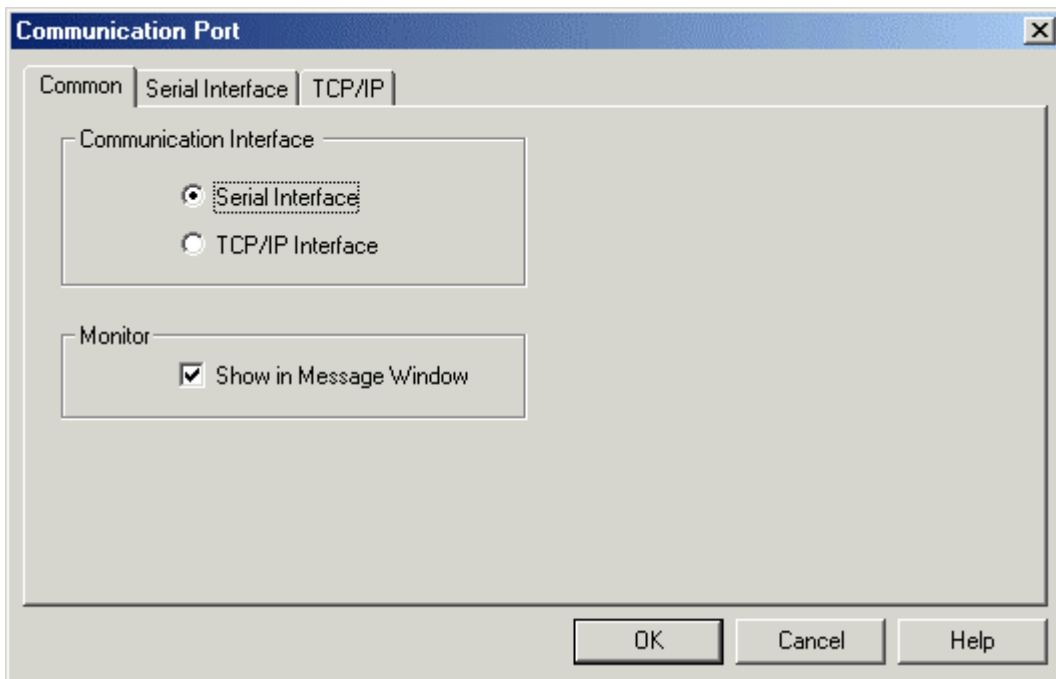 Communication Port
Common Serial Interface TCP/IP
Communication Interface
Serial Interface
TCP/IP Interface
Monitor
Show in Message Window
OK Cancel Help